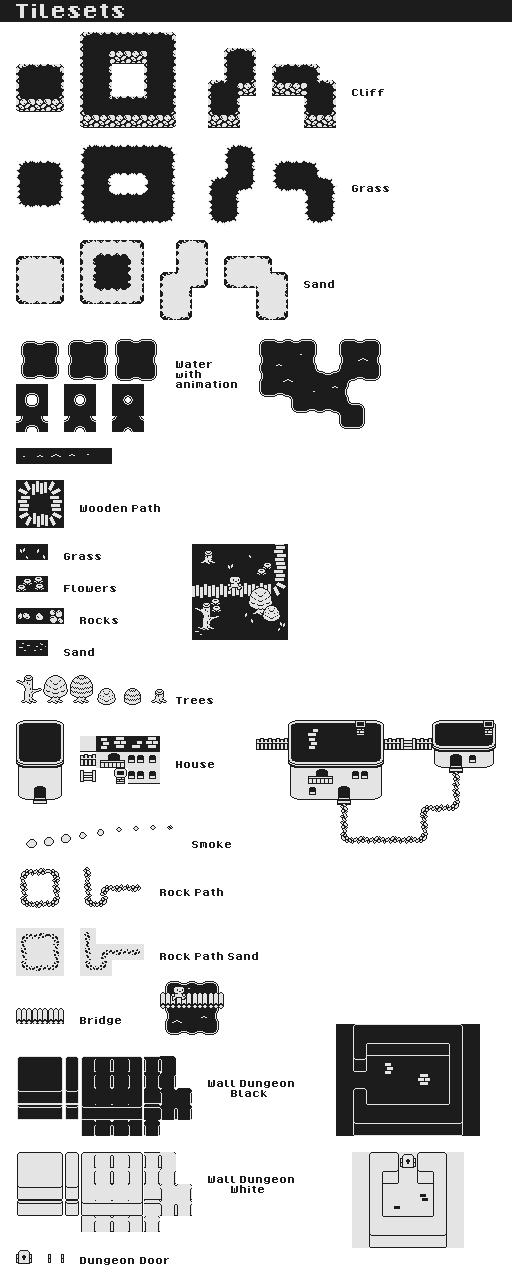 Tilesets
Cliff
Grass
Sand
Water
with
animation
Wooden Path
Grass
Flowers
Rocks
Sand
Trees
House
Smoke
Rock Path
Rock Path Sand
Bridge
Wall Dungeon
Black
Wall Dungeon
White
Dungeon Door